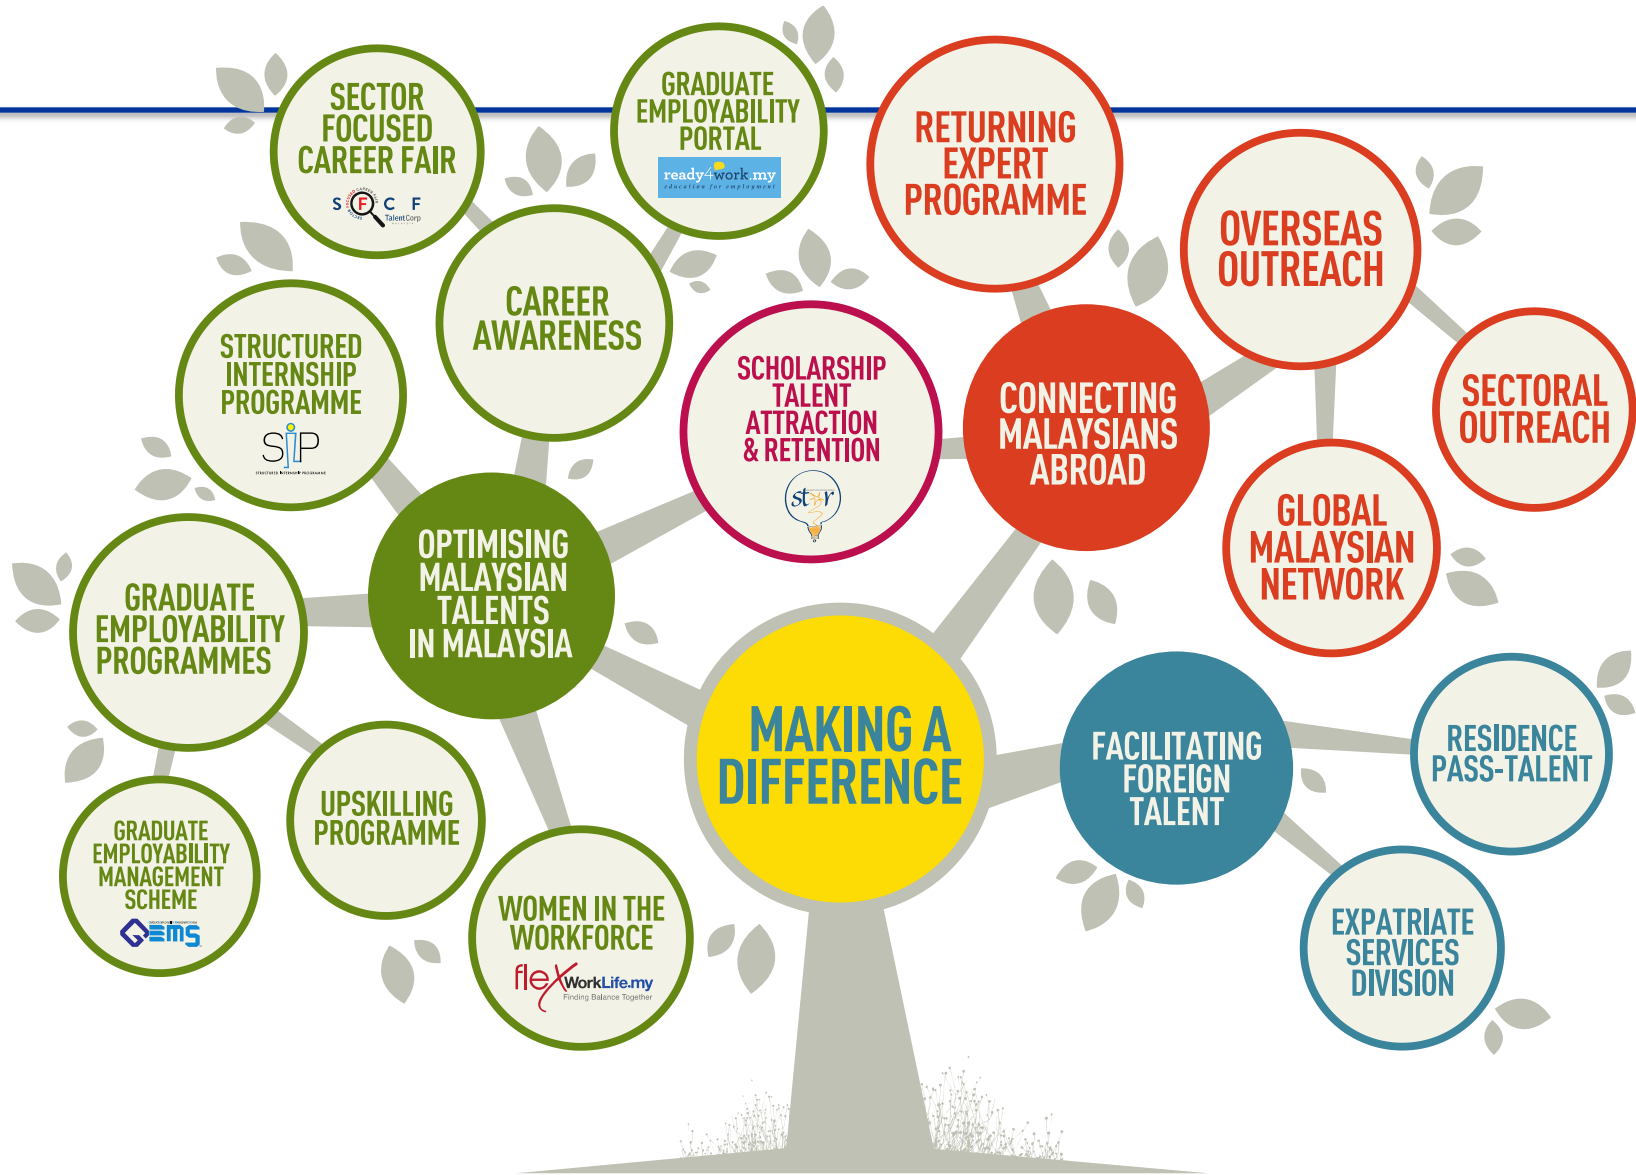 SECTOR
FOCUSED
CAREER FAIR
S F C F
TalentCorp
GRADUATE
EMPLOYABILITY
PORTAL
ready4work.my
education for employment
RETURNING
EXPERT
PROGRAMME
OVERSEAS
OUTREACH
CAREER
AWARENESS
STRUCTURED
INTERNSHIP
PROGRAMME
SIP
STRUCTURED INTERNSHIP PROGRAMME
SCHOLARSHIP
TALENT
ATTRACTION
& RETENTION
star
CONNECTING
MALAYSIANS
ABROAD
SECTORAL
OUTREACH
GLOBAL
MALAYSIAN
NETWORK
OPTIMISING
MALAYSIAN
TALENTS
IN MALAYSIA
GRADUATE
EMPLOYABILITY
PROGRAMMES
MAKING A
DIFFERENCE
FACILITATING
FOREIGN
TALENT
RESIDENCE
PASS-TALENT
UPSKILLING
PROGRAMME
GRADUATE
EMPLOYABILITY
MANAGEMENT
SCHEME
GEMS
WOMEN IN THE
WORKFORCE
flexWorkLife.my
Finding Balance Together
EXPATRIATE
SERVICES
DIVISION